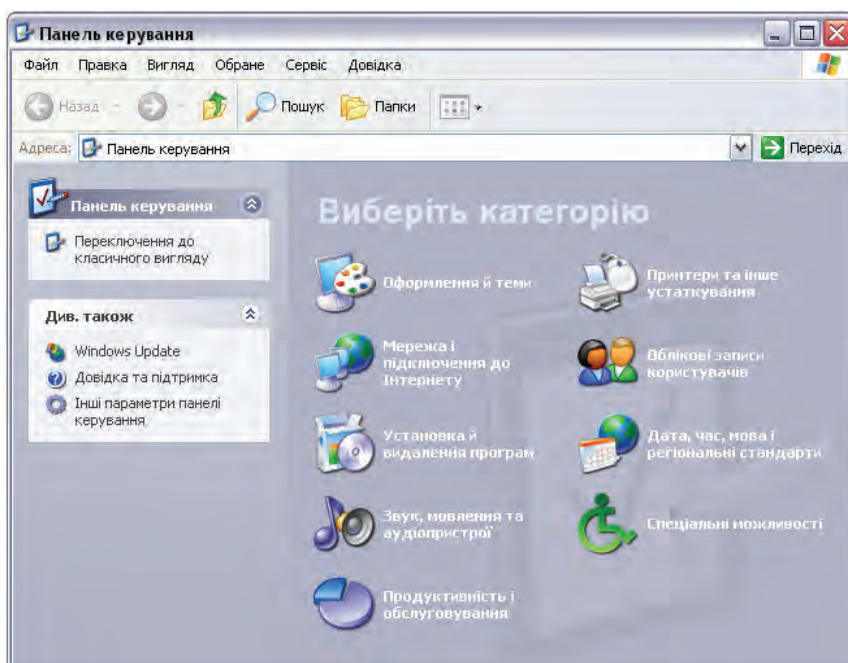 Панель керування
Файл Правка Вигляд Обране Сервіс Довідка
Назад Пошук Папки
Адреса: Панель керування Перехід
Панель керування
Переключення до
класичного вигляду
Див. також
Windows Update
Довідка та підтримка
Інші параметри панелі
керування
Виберіть категорію
Оформлення й теми
Принтери та інше
устаткування
Мережа і
підключення до
Інтернету
Облікові записи
користувачів
Установка й
видалення програм
Дата, час, мова і
регіональні стандарти
Звук, мовлення та
аудіопристрої
Спеціальні можливості
Продуктивність і
обслуговування